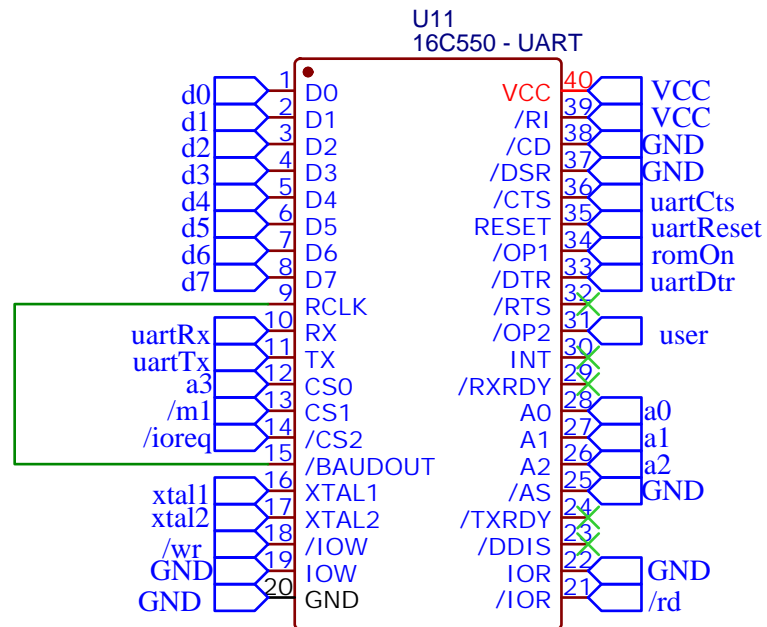 U11
16C550 - UART
d0 1 D0 VCC 40 VCC
d1 2 D1 /RI 39 VCC
d2 3 D2 /CD 38 GND
d3 4 D3 /DSR 37 GND
d4 5 D4 /CTS 36 uartCts
d5 6 D5 RESET 35 uartReset
d6 7 D6 /OP1 34 romOn
d7 8 D7 /DTR 33 uartDtr
9 RCLK /RTS 32
uartRx 10 RX /OP2 31 user
uartTx 11 TX INT 30
a3 12 CS0 /RXRDY 29
/m1 13 CS1 A0 28 a0
/ioreq 14 /CS2 A1 27 a1
15 /BAUDOUT A2 26 a2
xtal1 16 XTAL1 /AS 25 GND
xtal2 17 XTAL2 /TXRDY 24
/wr 18 /IOW /DDIS 23
GND 19 IOW IOR 22 GND
GND 20 GND /IOR 21 /rd